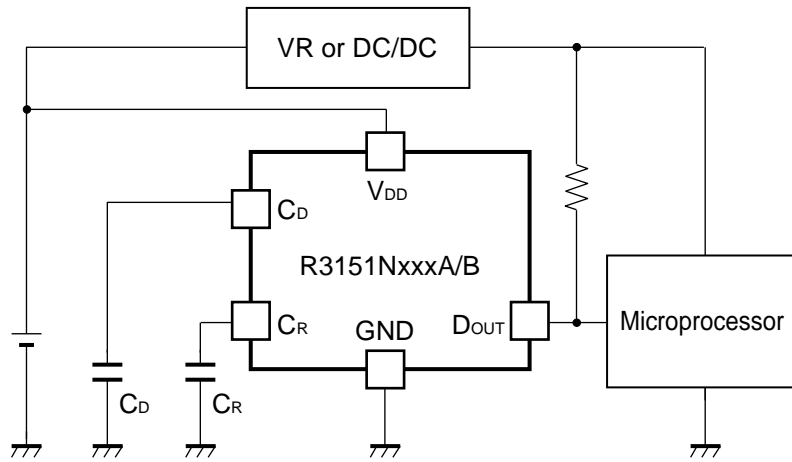 VR or DC/DC
VDD
CD
R3151NxxxA/B
CR
GND
DOUT
Microprocessor
CD
CR